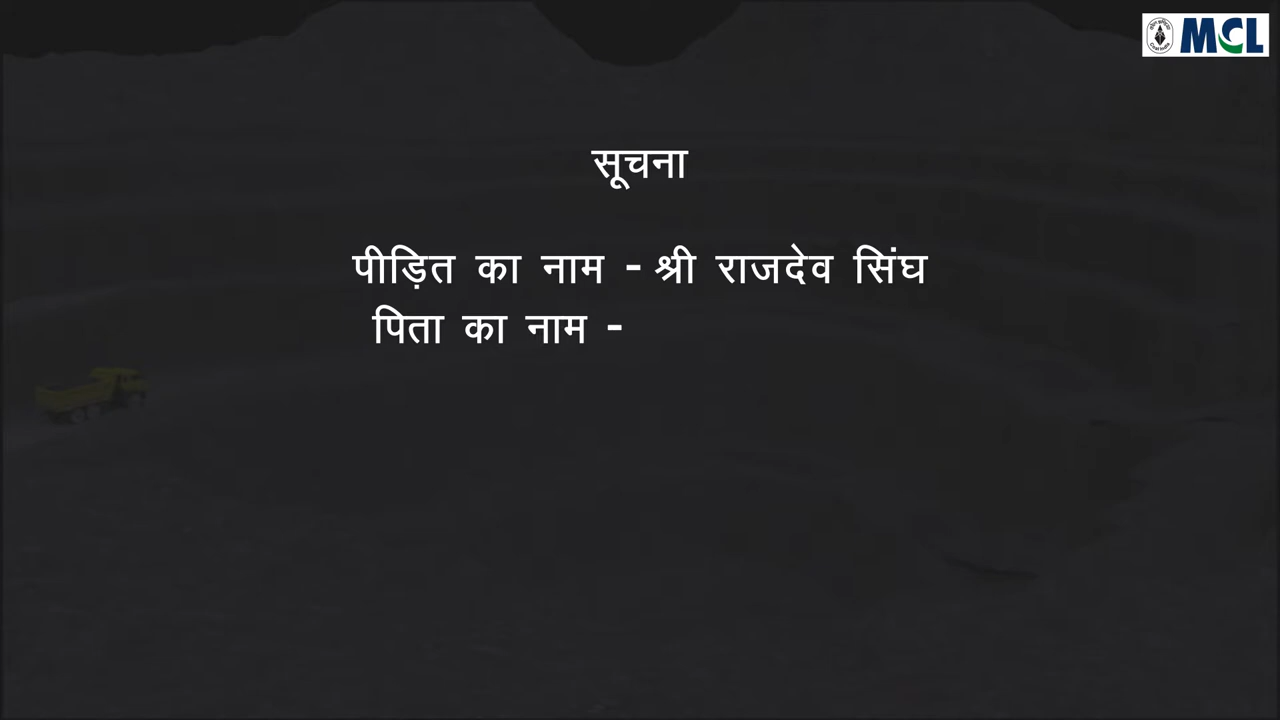 MCL
सूचना
पीड़ित का नाम - श्री राजदेव सिंघ
पिता का नाम -